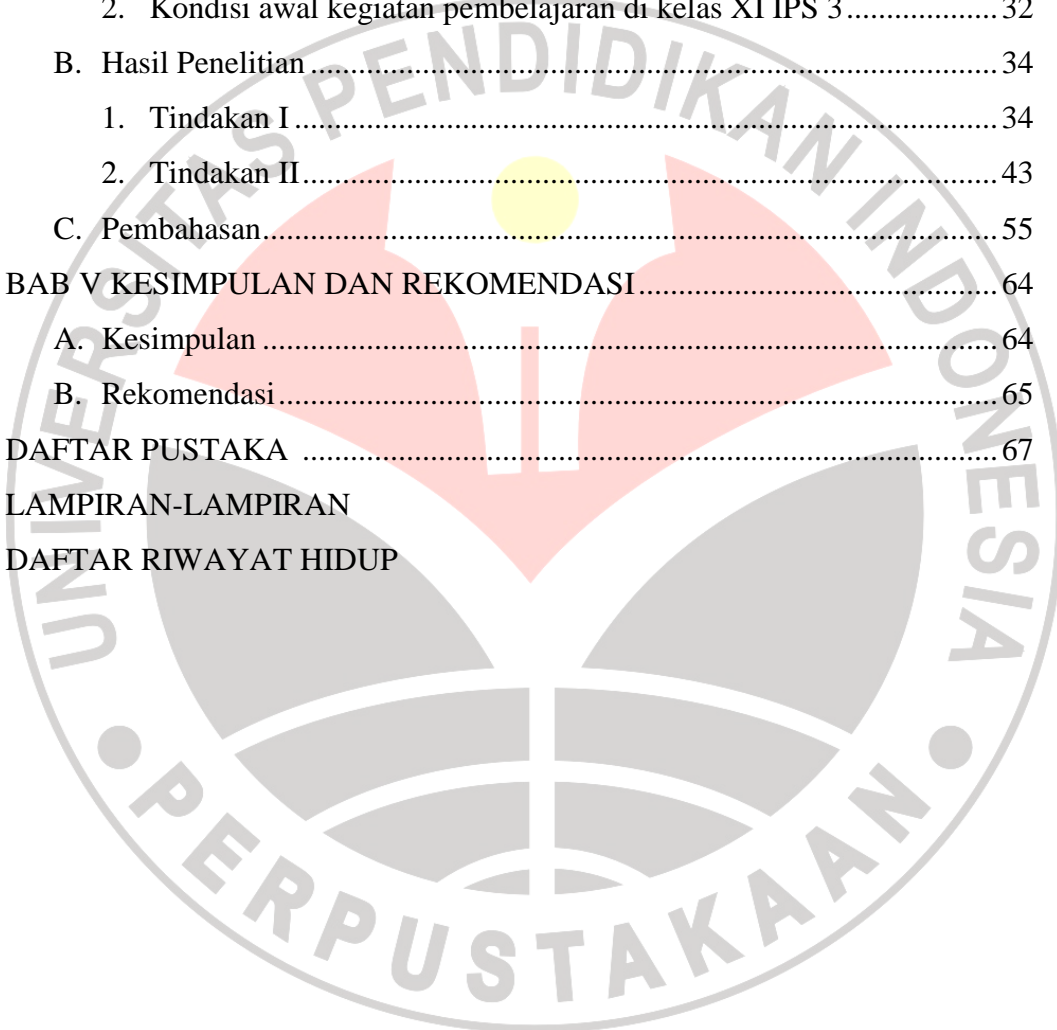 2. Kondisi awal kegiatan pembelajaran di kelas XI IPS 3.................. 32
B. Hasil Penelitian ................................................................................... 34
1. Tindakan I ..................................................................................... 34
2. Tindakan II.................................................................................... 43
C. Pembahasan......................................................................................... 55
BAB V KESIMPULAN DAN REKOMENDASI ........................................... 64
A. Kesimpulan ......................................................................................... 64
B. Rekomendasi....................................................................................... 65
DAFTAR PUSTAKA .................................................................................... 67
LAMPIRAN-LAMPIRAN
DAFTAR RIWAYAT HIDUP
UNIVERSITAS PENDIDIKAN INDONESIA
PERPUSTAKAAN